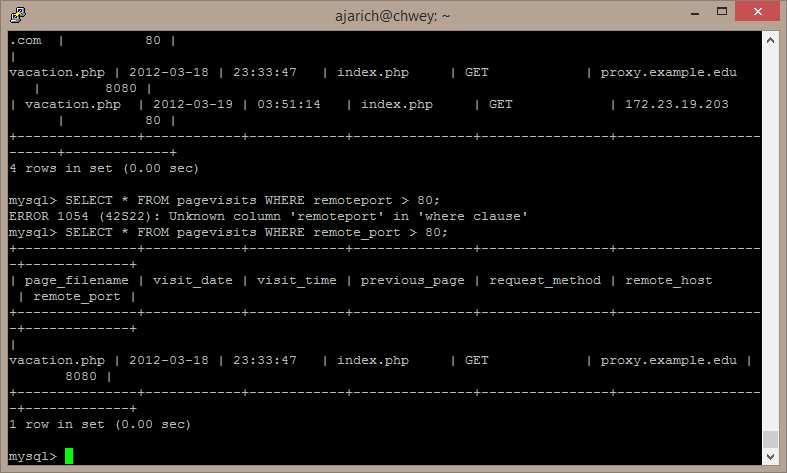 ajarich@chwey: ~
.com  |          80 |
|
vacation.php | 2012-03-18 | 23:33:47   | index.php     | GET            | proxy.example.edu
   |        8080 |
| vacation.php  | 2012-03-19 | 03:51:14   | index.php     | GET            | 172.23.19.203
      |          80 |
+---------------+------------+------------+---------------+----------------+-------------------
------+-------------+
4 rows in set (0.00 sec)
mysql> SELECT * FROM pagevisits WHERE remoteport > 80;
ERROR 1054 (42S22): Unknown column 'remoteport' in 'where clause'
mysql> SELECT * FROM pagevisits WHERE remote_port > 80;
+---------------+------------+------------+---------------+----------------+-------------------
-+-------------+
| page_filename | visit_date | visit_time | previous_page | request_method | remote_host
 | remote_port |
+---------------+------------+------------+---------------+----------------+-------------------
-+-------------+
|
vacation.php | 2012-03-18 | 23:33:47   | index.php     | GET            | proxy.example.edu |
       8080 |
+---------------+------------+------------+---------------+----------------+-------------------
-+-------------+
1 row in set (0.00 sec)
mysql>